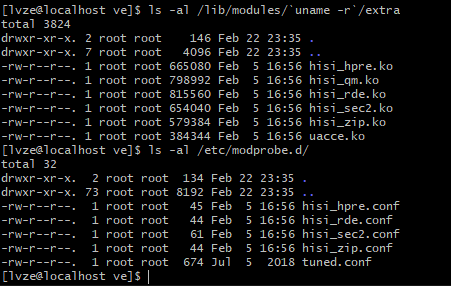 [lvze@localhost ve]$ ls -al /lib/modules/`uname -r`/extra
total 3824
drwxr-xr-x. 2 root root    146 Feb 22 23:35 .
drwxr-xr-x. 7 root root   4096 Feb 22 23:35 ..
-rw-r--r--. 1 root root 665080 Feb  5 16:56 hisi_hpre.ko
-rw-r--r--. 1 root root 798992 Feb  5 16:56 hisi_qm.ko
-rw-r--r--. 1 root root 815560 Feb  5 16:56 hisi_rde.ko
-rw-r--r--. 1 root root 654040 Feb  5 16:56 hisi_sec2.ko
-rw-r--r--. 1 root root 579384 Feb  5 16:56 hisi_zip.ko
-rw-r--r--. 1 root root 384344 Feb  5 16:56 uacce.ko
[lvze@localhost ve]$ ls -al /etc/modprobe.d/
total 32
drwxr-xr-x.  2 root root  134 Feb 22 23:35 .
drwxr-xr-x. 73 root root 8192 Feb 22 23:35 ..
-rw-r--r--.  1 root root   45 Feb  5 16:56 hisi_hpre.conf
-rw-r--r--.  1 root root   44 Feb  5 16:56 hisi_rde.conf
-rw-r--r--.  1 root root   61 Feb  5 16:56 hisi_sec2.conf
-rw-r--r--.  1 root root   44 Feb  5 16:56 hisi_zip.conf
-rw-r--r--.  1 root root  674 Jul  5  2018 tuned.conf
[lvze@localhost ve]$